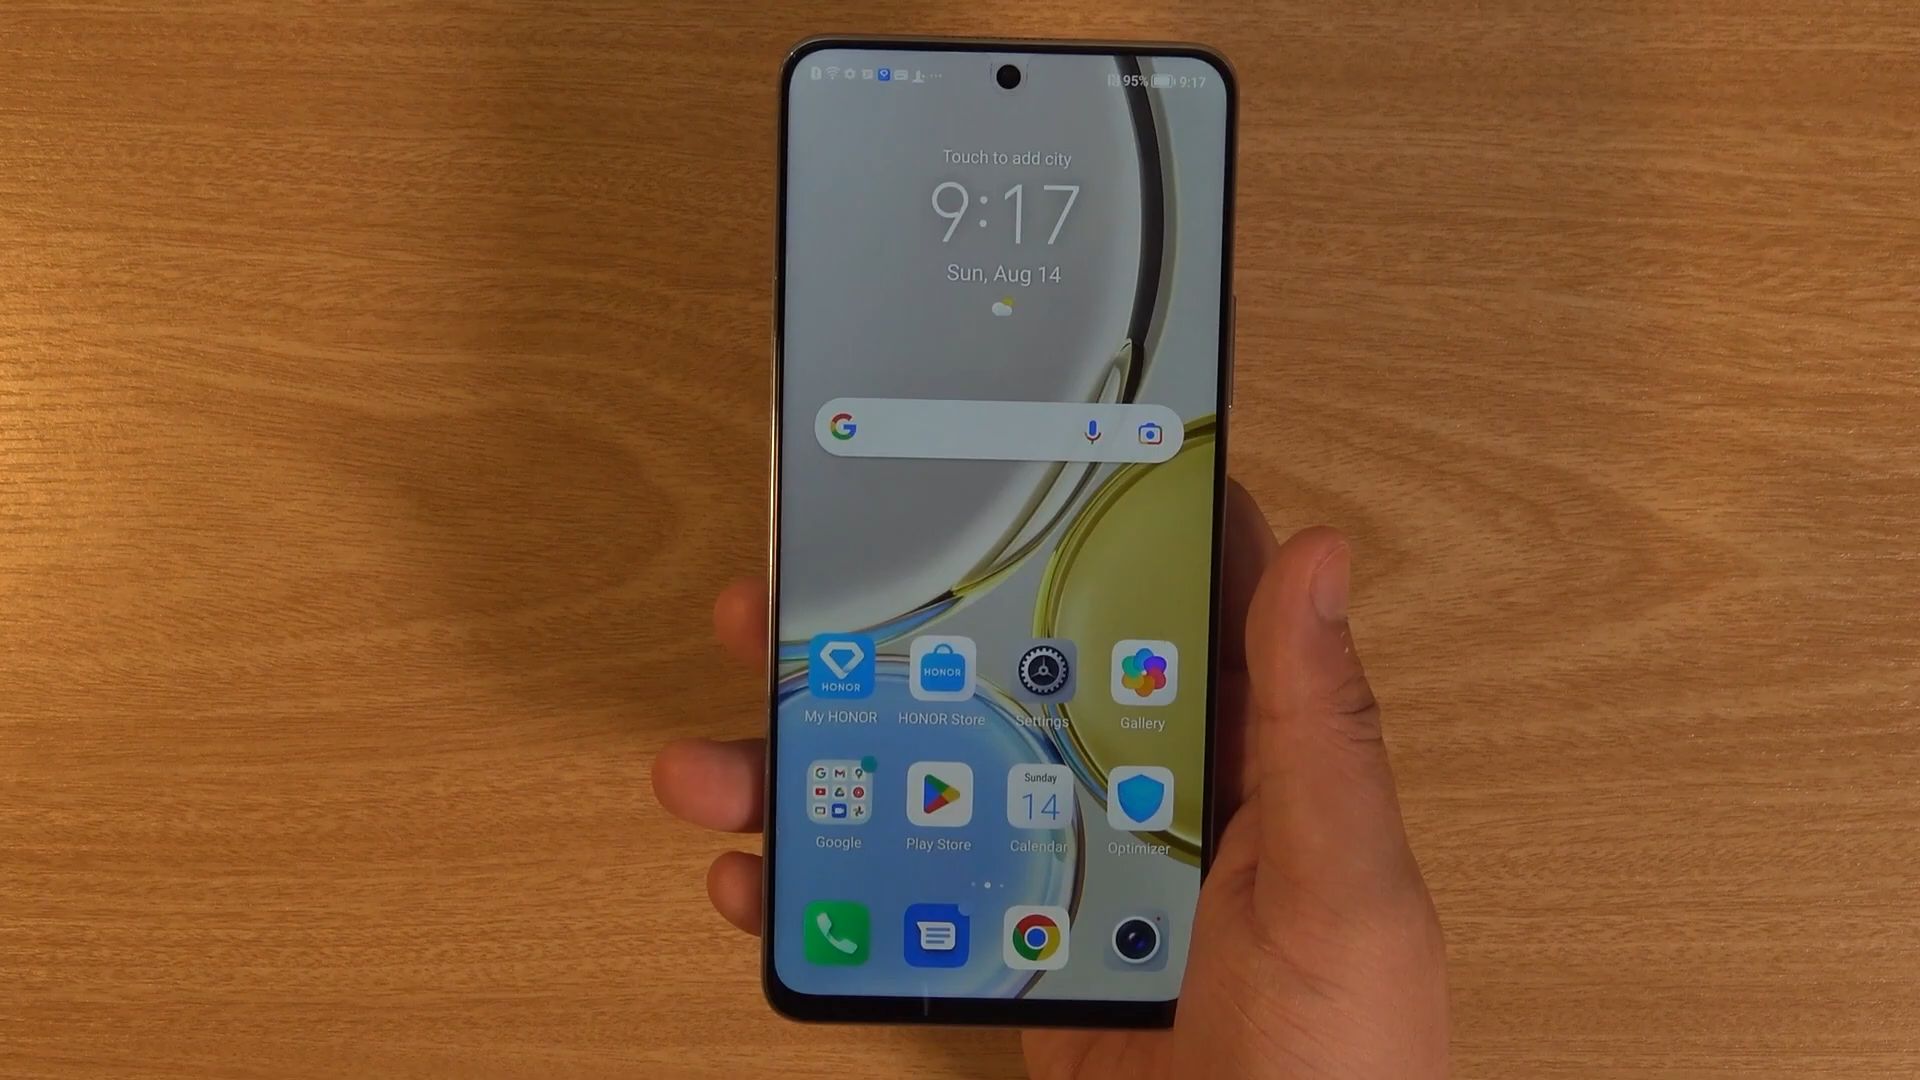 95% 9:17
Touch to add city
9:17
Sun, Aug 14
HONOR
HONOR
My HONOR HONOR Store Settings Gallery
Sunday
14
Google Play Store Calendar Optimizer